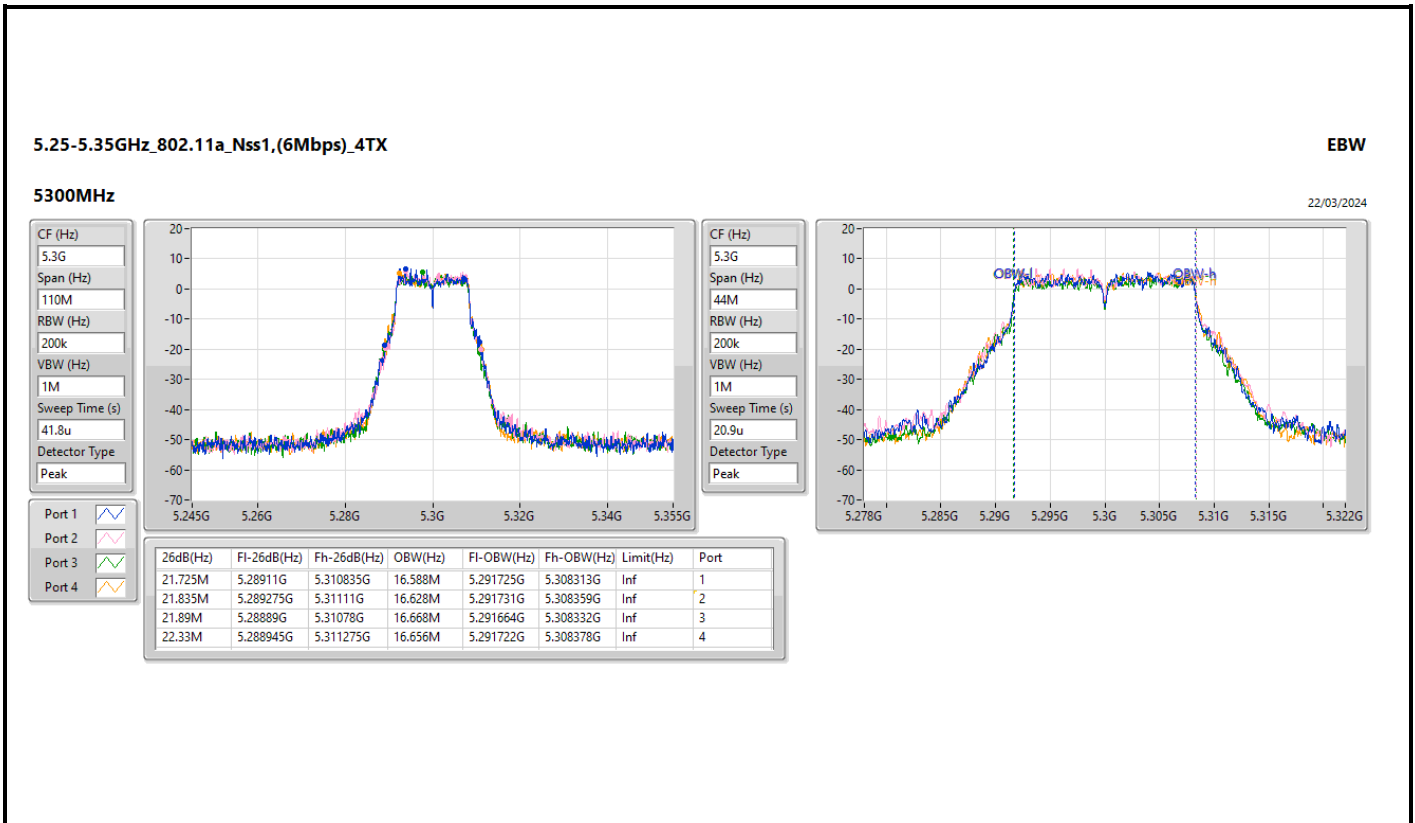 5.25-5.35GHz_802.11a_Nss1,(6Mbps)_4TX
EBW
5300MHz
22/03/2024
CF (Hz)
5.3G
Span (Hz)
110M
RBW (Hz)
200k
VBW (Hz)
1M
Sweep Time (s)
41.8u
Detector Type
Peak
20
10
0
-10
-20
-30
-40
-50
-60
-70
5.245G 5.26G 5.28G 5.3G 5.32G 5.34G 5.355G
CF (Hz)
5.3G
Span (Hz)
44M
RBW (Hz)
200k
VBW (Hz)
1M
Sweep Time (s)
20.9u
Detector Type
Peak
20
10
0
-10
-20
-30
-40
-50
-60
-70
OBW-l OBW-h
5.278G 5.285G 5.29G 5.295G 5.3G 5.305G 5.31G 5.315G 5.322G
Port 1
Port 2
Port 3
Port 4
26dB(Hz) Fl-26dB(Hz) Fh-26dB(Hz) OBW(Hz) Fl-OBW(Hz) Fh-OBW(Hz) Limit(Hz) Port
21.725M 5.28911G 5.310835G 16.588M 5.291725G 5.308313G Inf 1
21.835M 5.289275G 5.31111G 16.628M 5.291731G 5.308359G Inf 2
21.89M 5.28889G 5.31078G 16.668M 5.291664G 5.308332G Inf 3
22.33M 5.288945G 5.311275G 16.656M 5.291722G 5.308378G Inf 4